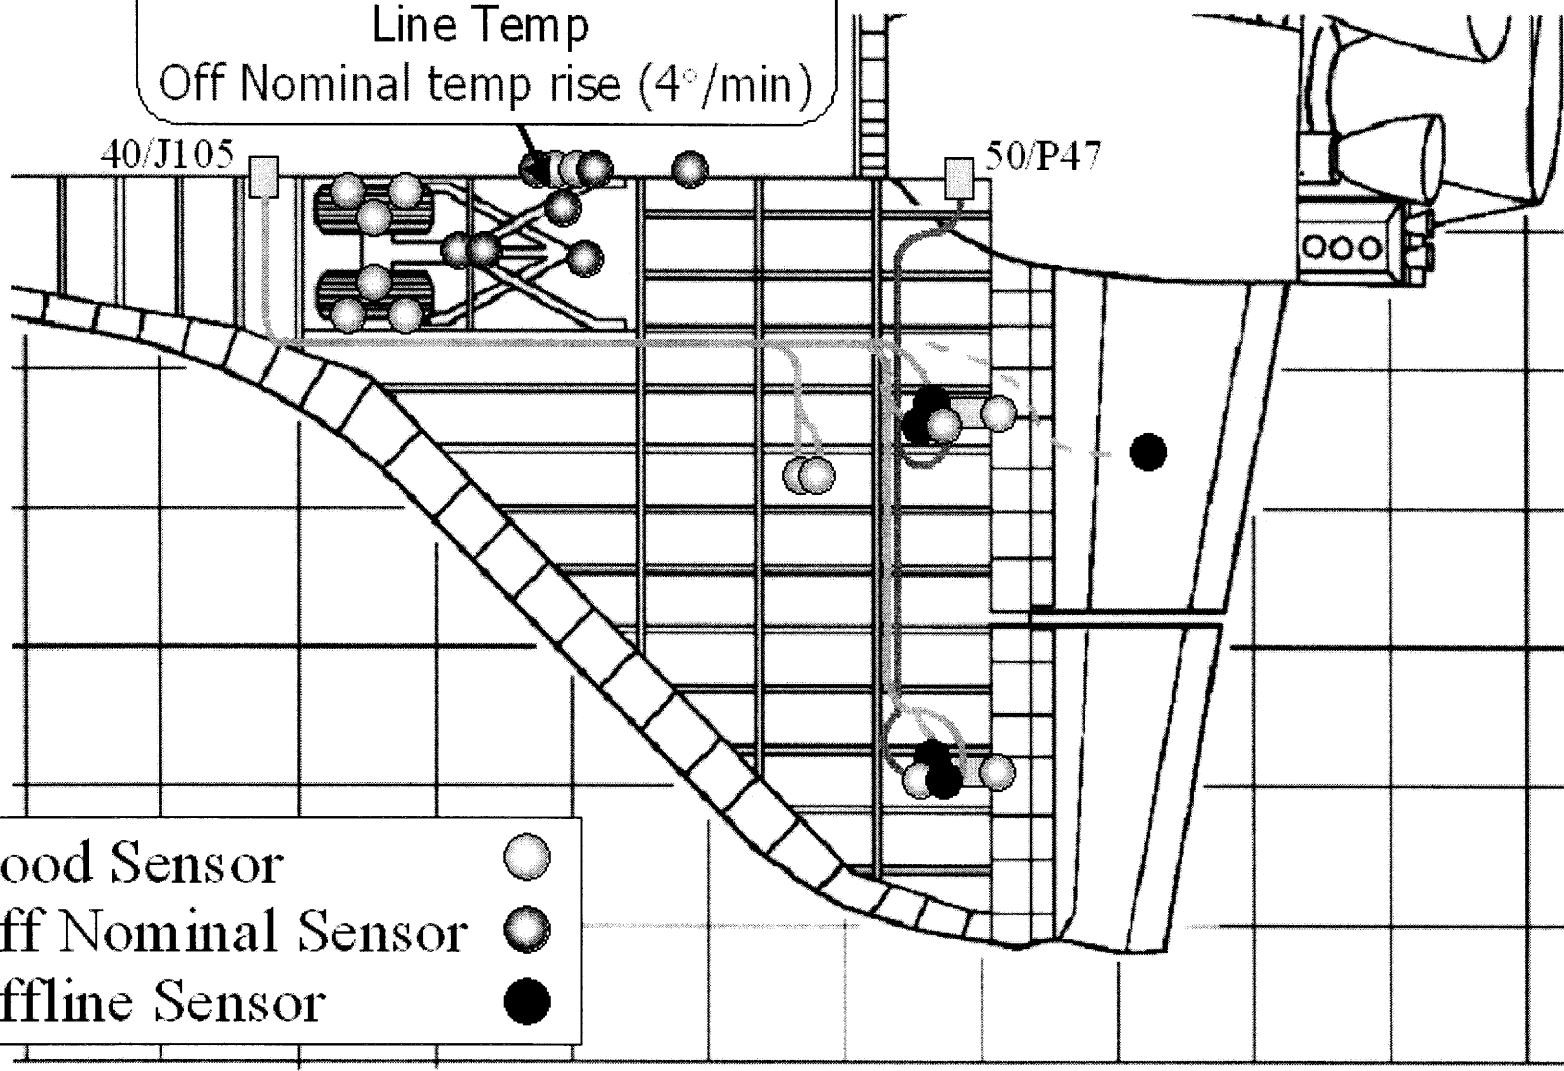 Line Temp
Off Nominal temp rise (4°/min)
40/J105
50/P47
ood Sensor
ff Nominal Sensor
ffline Sensor